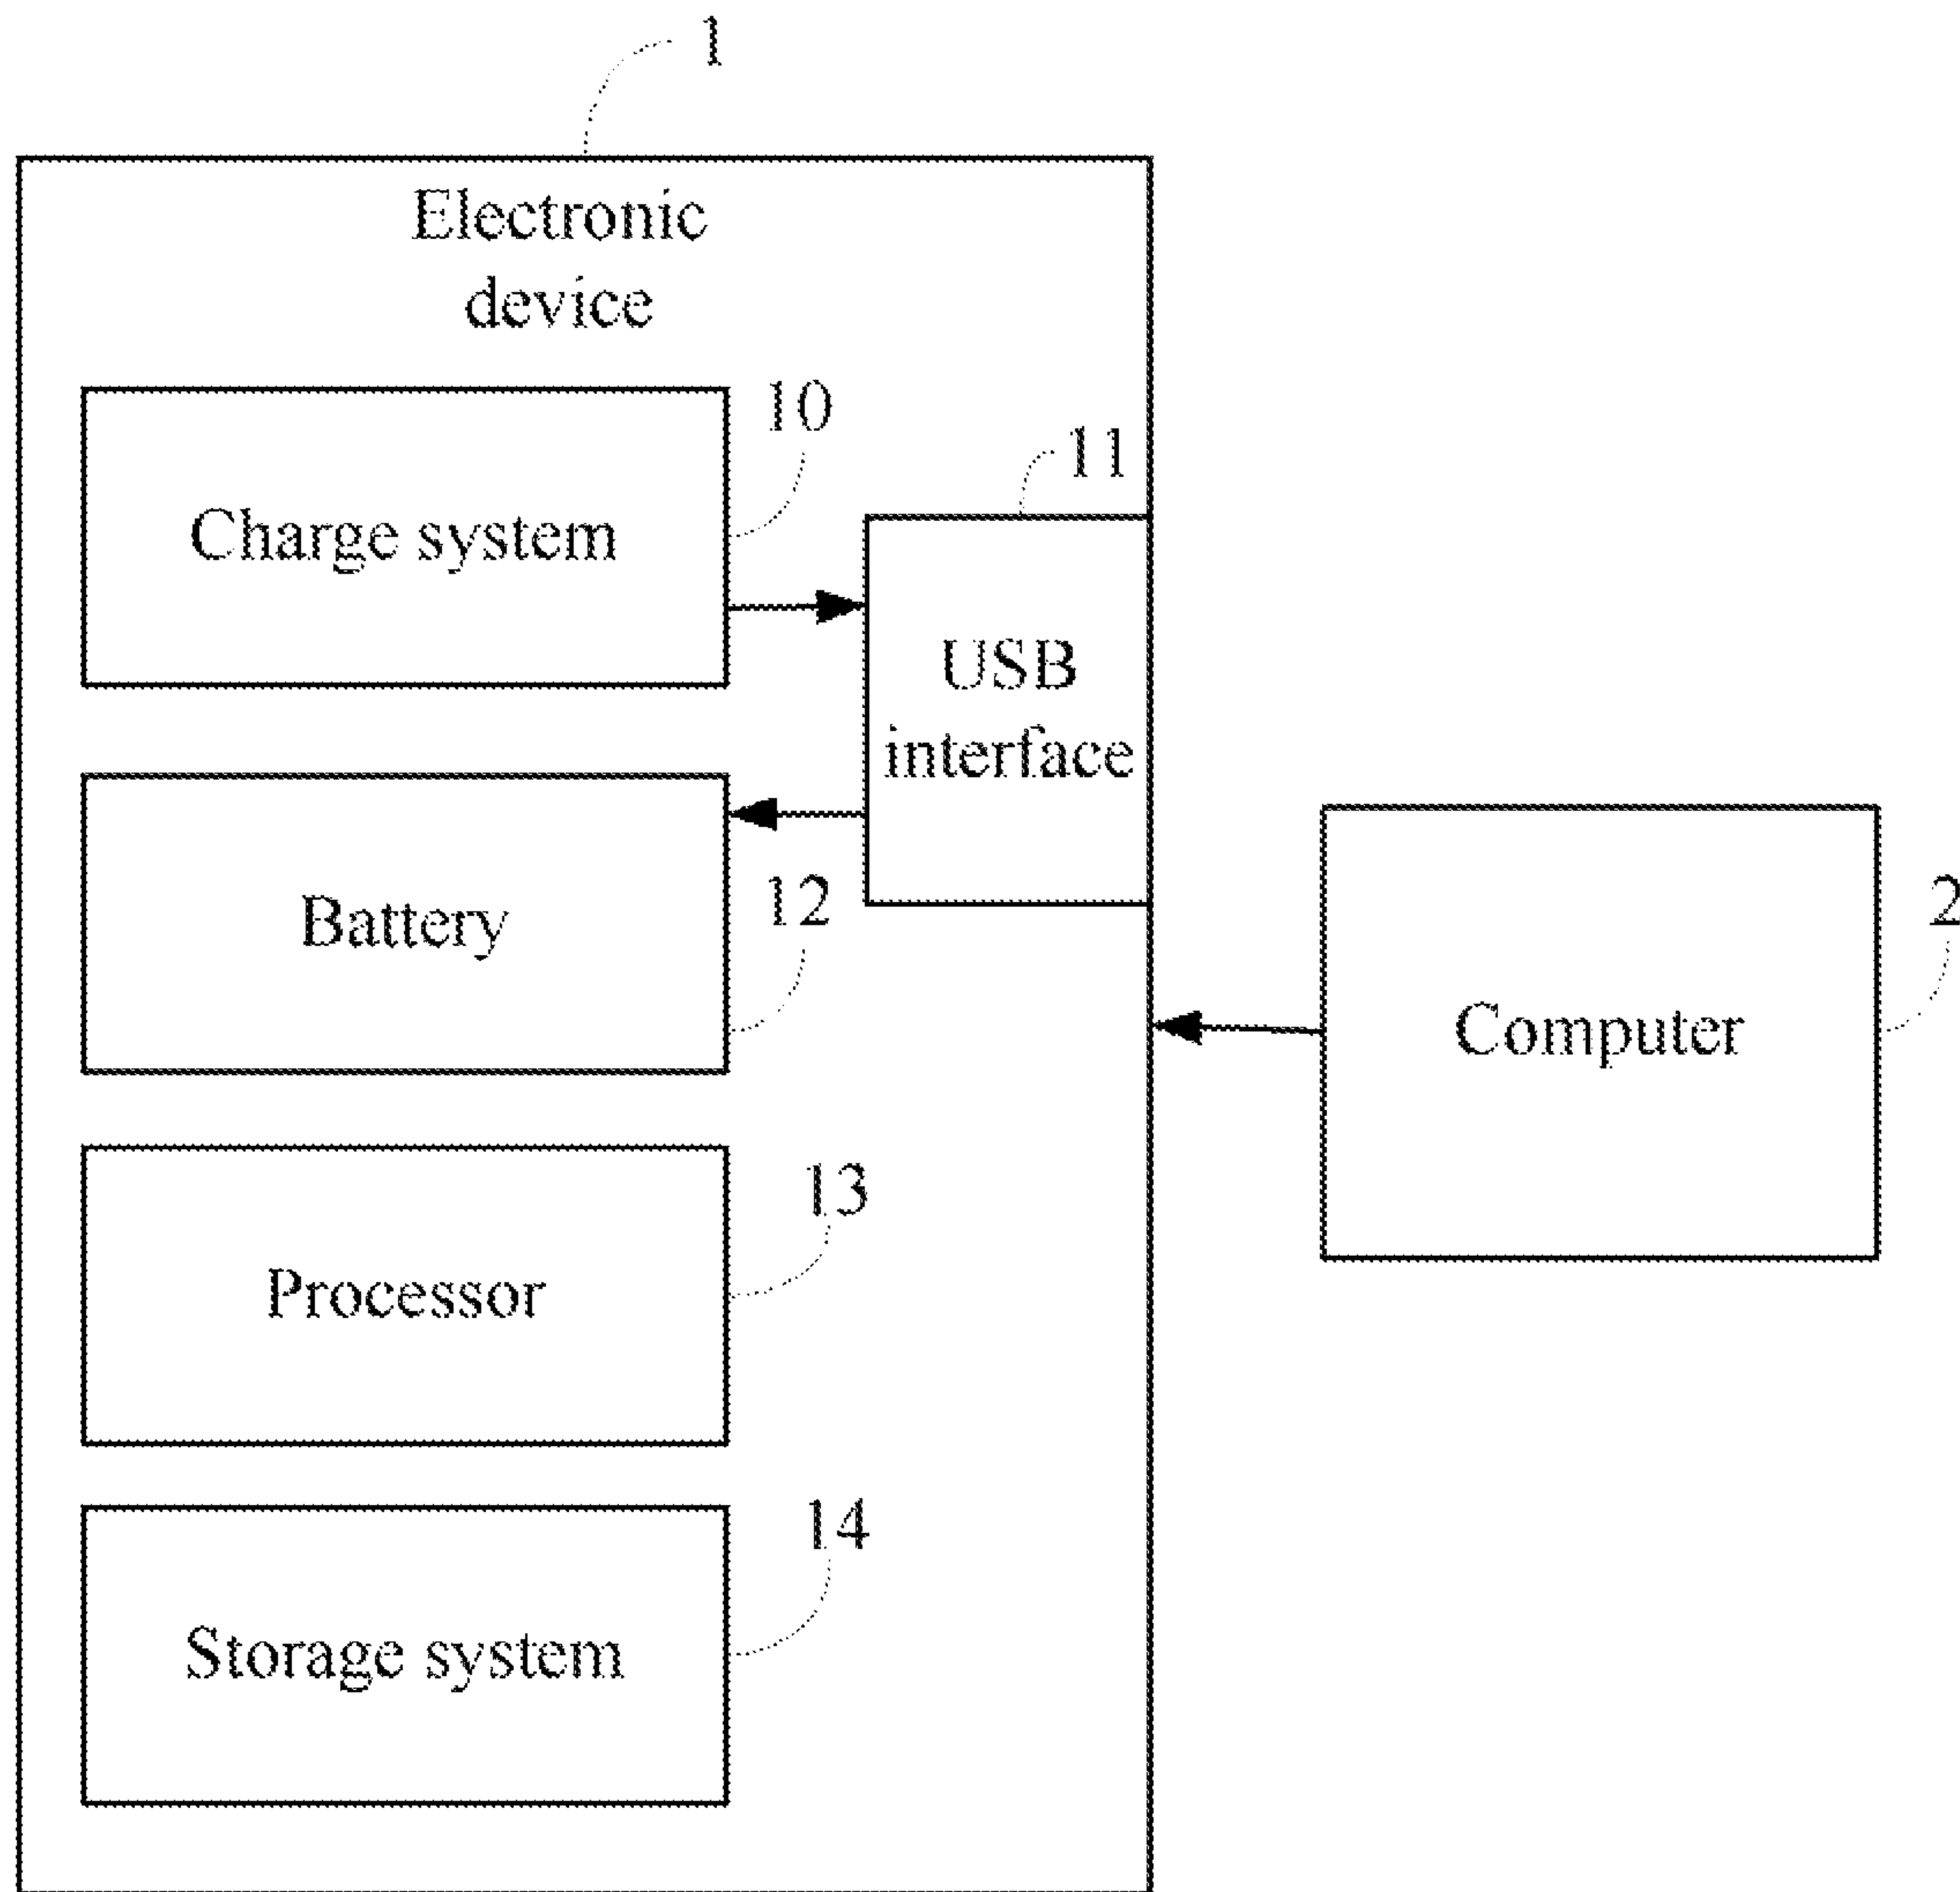 1
Electronic
device
10
Charge system
11
USB
interface
12
Battery
2
Computer
13
Processor
14
Storage system